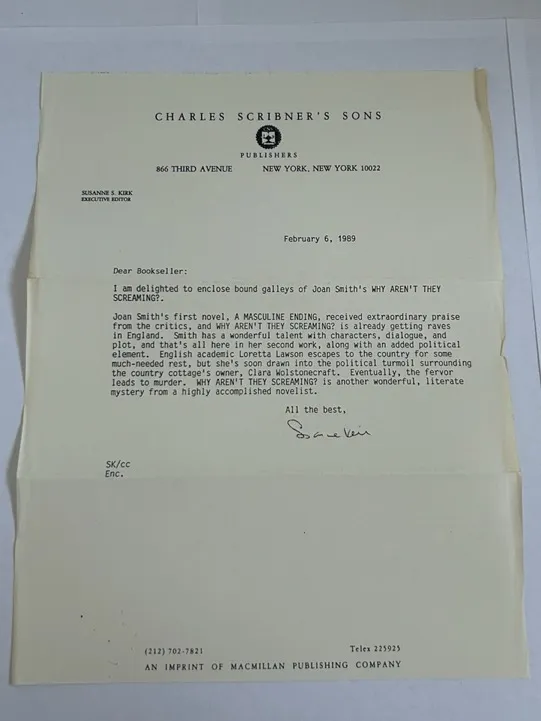 CHARLES SCRIBNER'S SONS
PUBLISHERS
866 THIRD AVENUE NEW YORK, NEW YORK 10022
SUSANNE S. KIRK
EXECUTIVE EDITOR
February 6, 1989
Dear Bookseller:
I am delighted to enclose bound galleys of Joan Smith's WHY AREN'T THEY
SCREAMING?.
Joan Smith's first novel, A MASCULINE ENDING, received extraordinary praise
from the critics, and WHY AREN'T THEY SCREAMING? is already getting raves
in England. Smith has a wonderful talent with characters, dialogue, and
plot, and that's all here in her second work, along with an added political
element. English academic Loretta Lawson escapes to the country for some
much-needed rest, but she's soon drawn into the political turmoil surrounding
the country cottage's owner, Clara Wolstonecraft. Eventually, the fervor
leads to murder. WHY AREN'T THEY SCREAMING? is another wonderful, literate
mystery from a highly accomplished novelist.
All the best,
SK/cc
Enc.
(212) 702-7821 Telex 225925
AN IMPRINT OF MACMILLAN PUBLISHING COMPANY